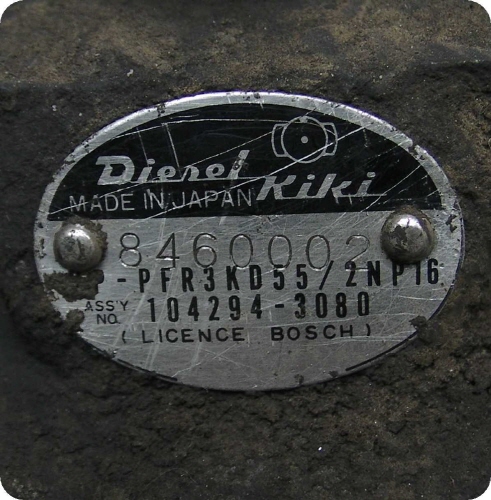 Diesel
Kiki
MADE IN JAPAN
8460002
P-PFR3KD55/2NP16
ASS'Y NO. 104294-3080
(LICENCE BOSCH)